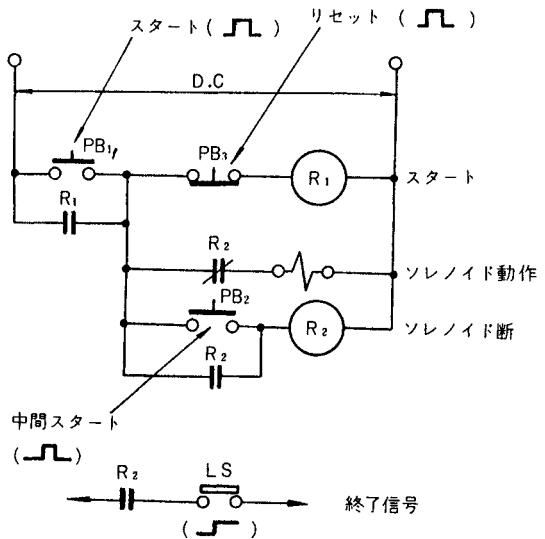 スタート( )
リセット ( )
D.C
PB₁
PB₃
R₁
スタート
R₁
R₂
ソレノイド動作
PB₂
R₂
ソレノイド断
R₂
中間スタート
( )
R₂
LS
終了信号
( )